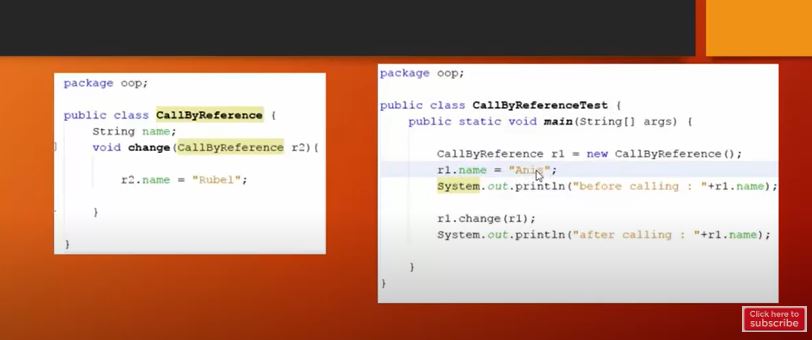 package oop;
public class CallByReference {
String name;
void change(CallByReference r2){
r2.name = "Rubel";
}
}
package oop;
public class CallByReferenceTest {
public static void main(String[] args) {
CallByReference r1 = new CallByReference();
r1.name = "Anis";
System.out.println("before calling : "+r1.name);
r1.change(r1);
System.out.println("after calling : "+r1.name);
}
}
Click here to
subscribe